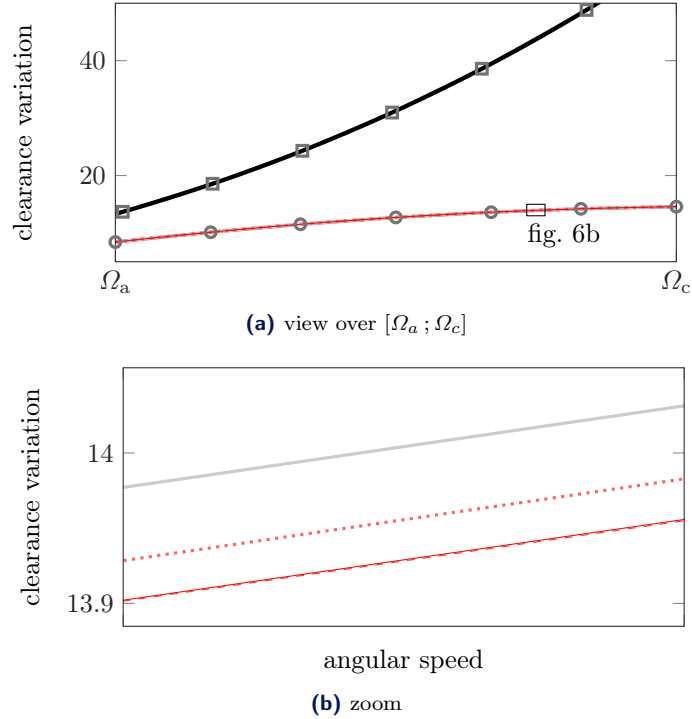 clearance variation
40
20
fig. 6b
Ωa
Ωc
(a) view over [Ωa ; Ωc]
clearance variation
14
13.9
angular speed
(b) zoom